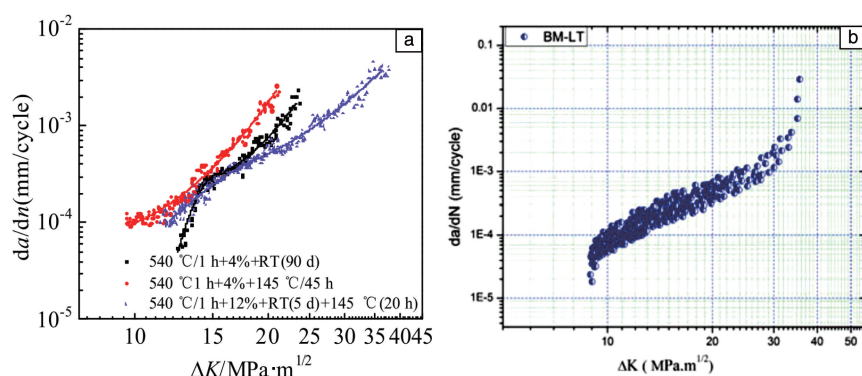 a
10^-2
10^-3
10^-4
10^-5
da/dn(mm/cycle)
540 ℃/1 h+4%+RT(90 d)
540 ℃1 h+4%+145 ℃/45 h
540 ℃/1 h+12%+RT(5 d)+145 ℃(20 h)
10 15 20 25 30 35 40 45
ΔK/MPa·m^1/2
b
BM-LT
0.1
0.01
1E-3
1E-4
1E-5
da/dN (mm/cycle)
10 20 30 40 50
ΔK ( MPa.m^1/2)